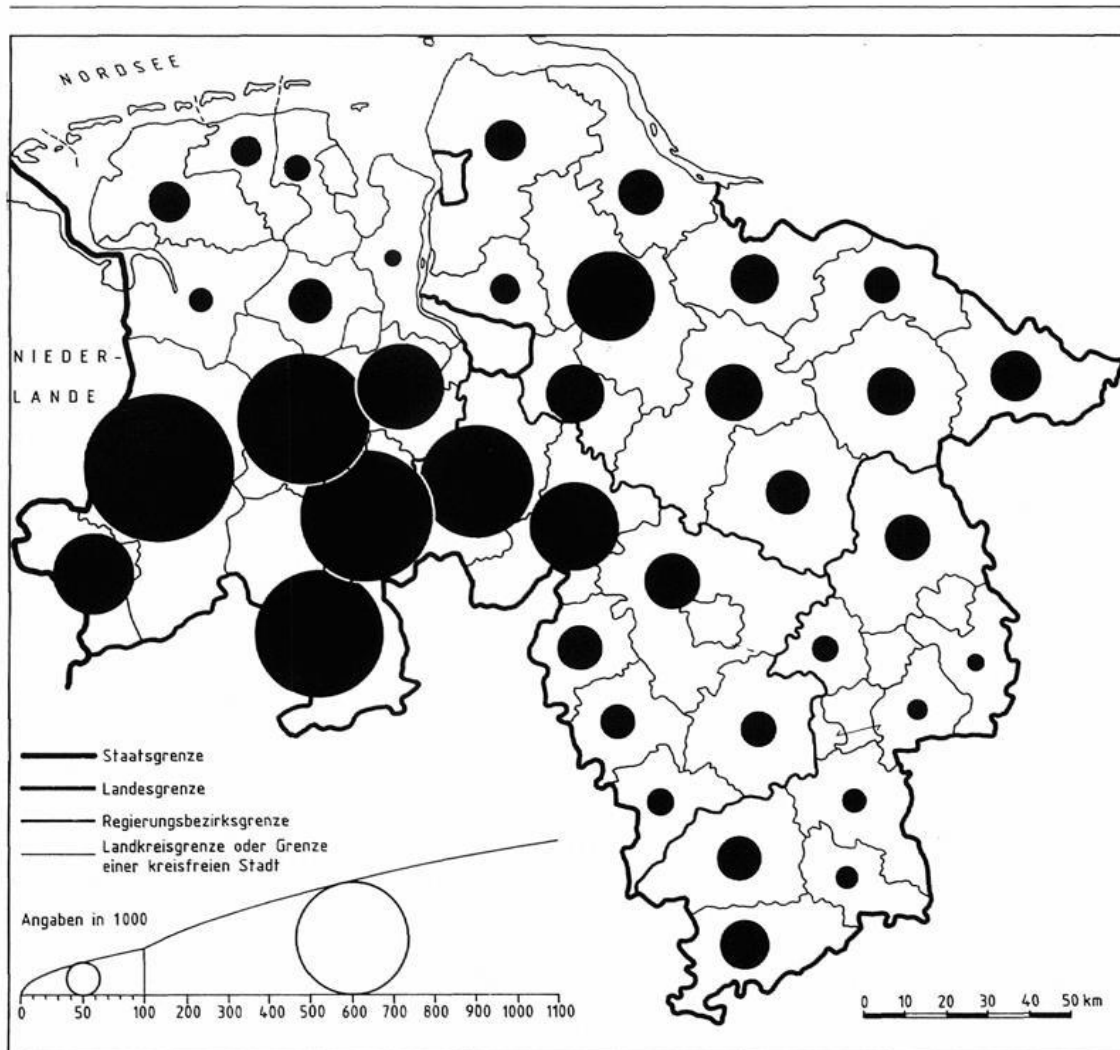 NORDSEE
NIEDER-
LANDE
Staatsgrenze
Landesgrenze
Regierungsbezirksgrenze
Landkreisgrenze oder Grenze
einer kreisfreien Stadt
Angaben in 1000
0 50 100 200 300 400 500 600 700 800 900 1000 1100
0 10 20 30 40 50 km